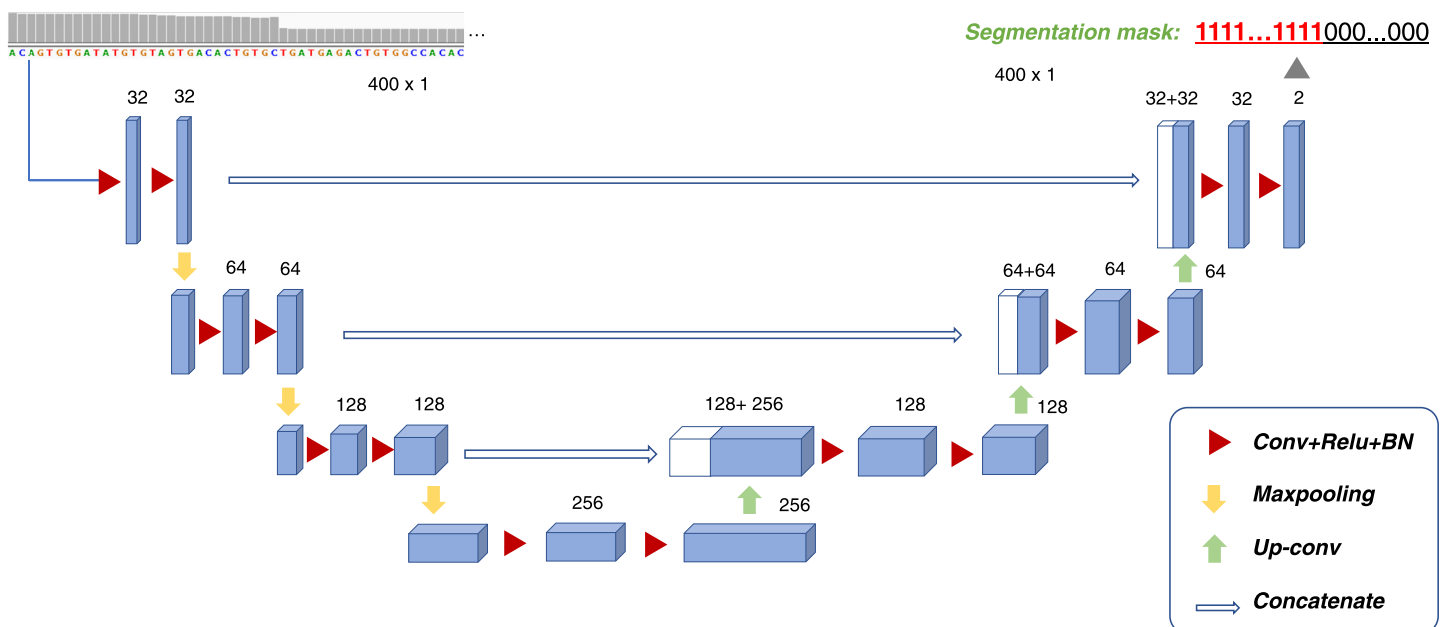 ...
ACAGTGTGATATGTGTAGTGACACTGTGCTGATGAGACTGTGGCCACAC
Segmentation mask: 1111...1111000...000
400 x 1
400 x 1
32
32
32+32
32
2
64
64
64+64
64
64
128
128
128+ 256
128
128
256
256
Conv+Relu+BN
Maxpooling
Up-conv
Concatenate